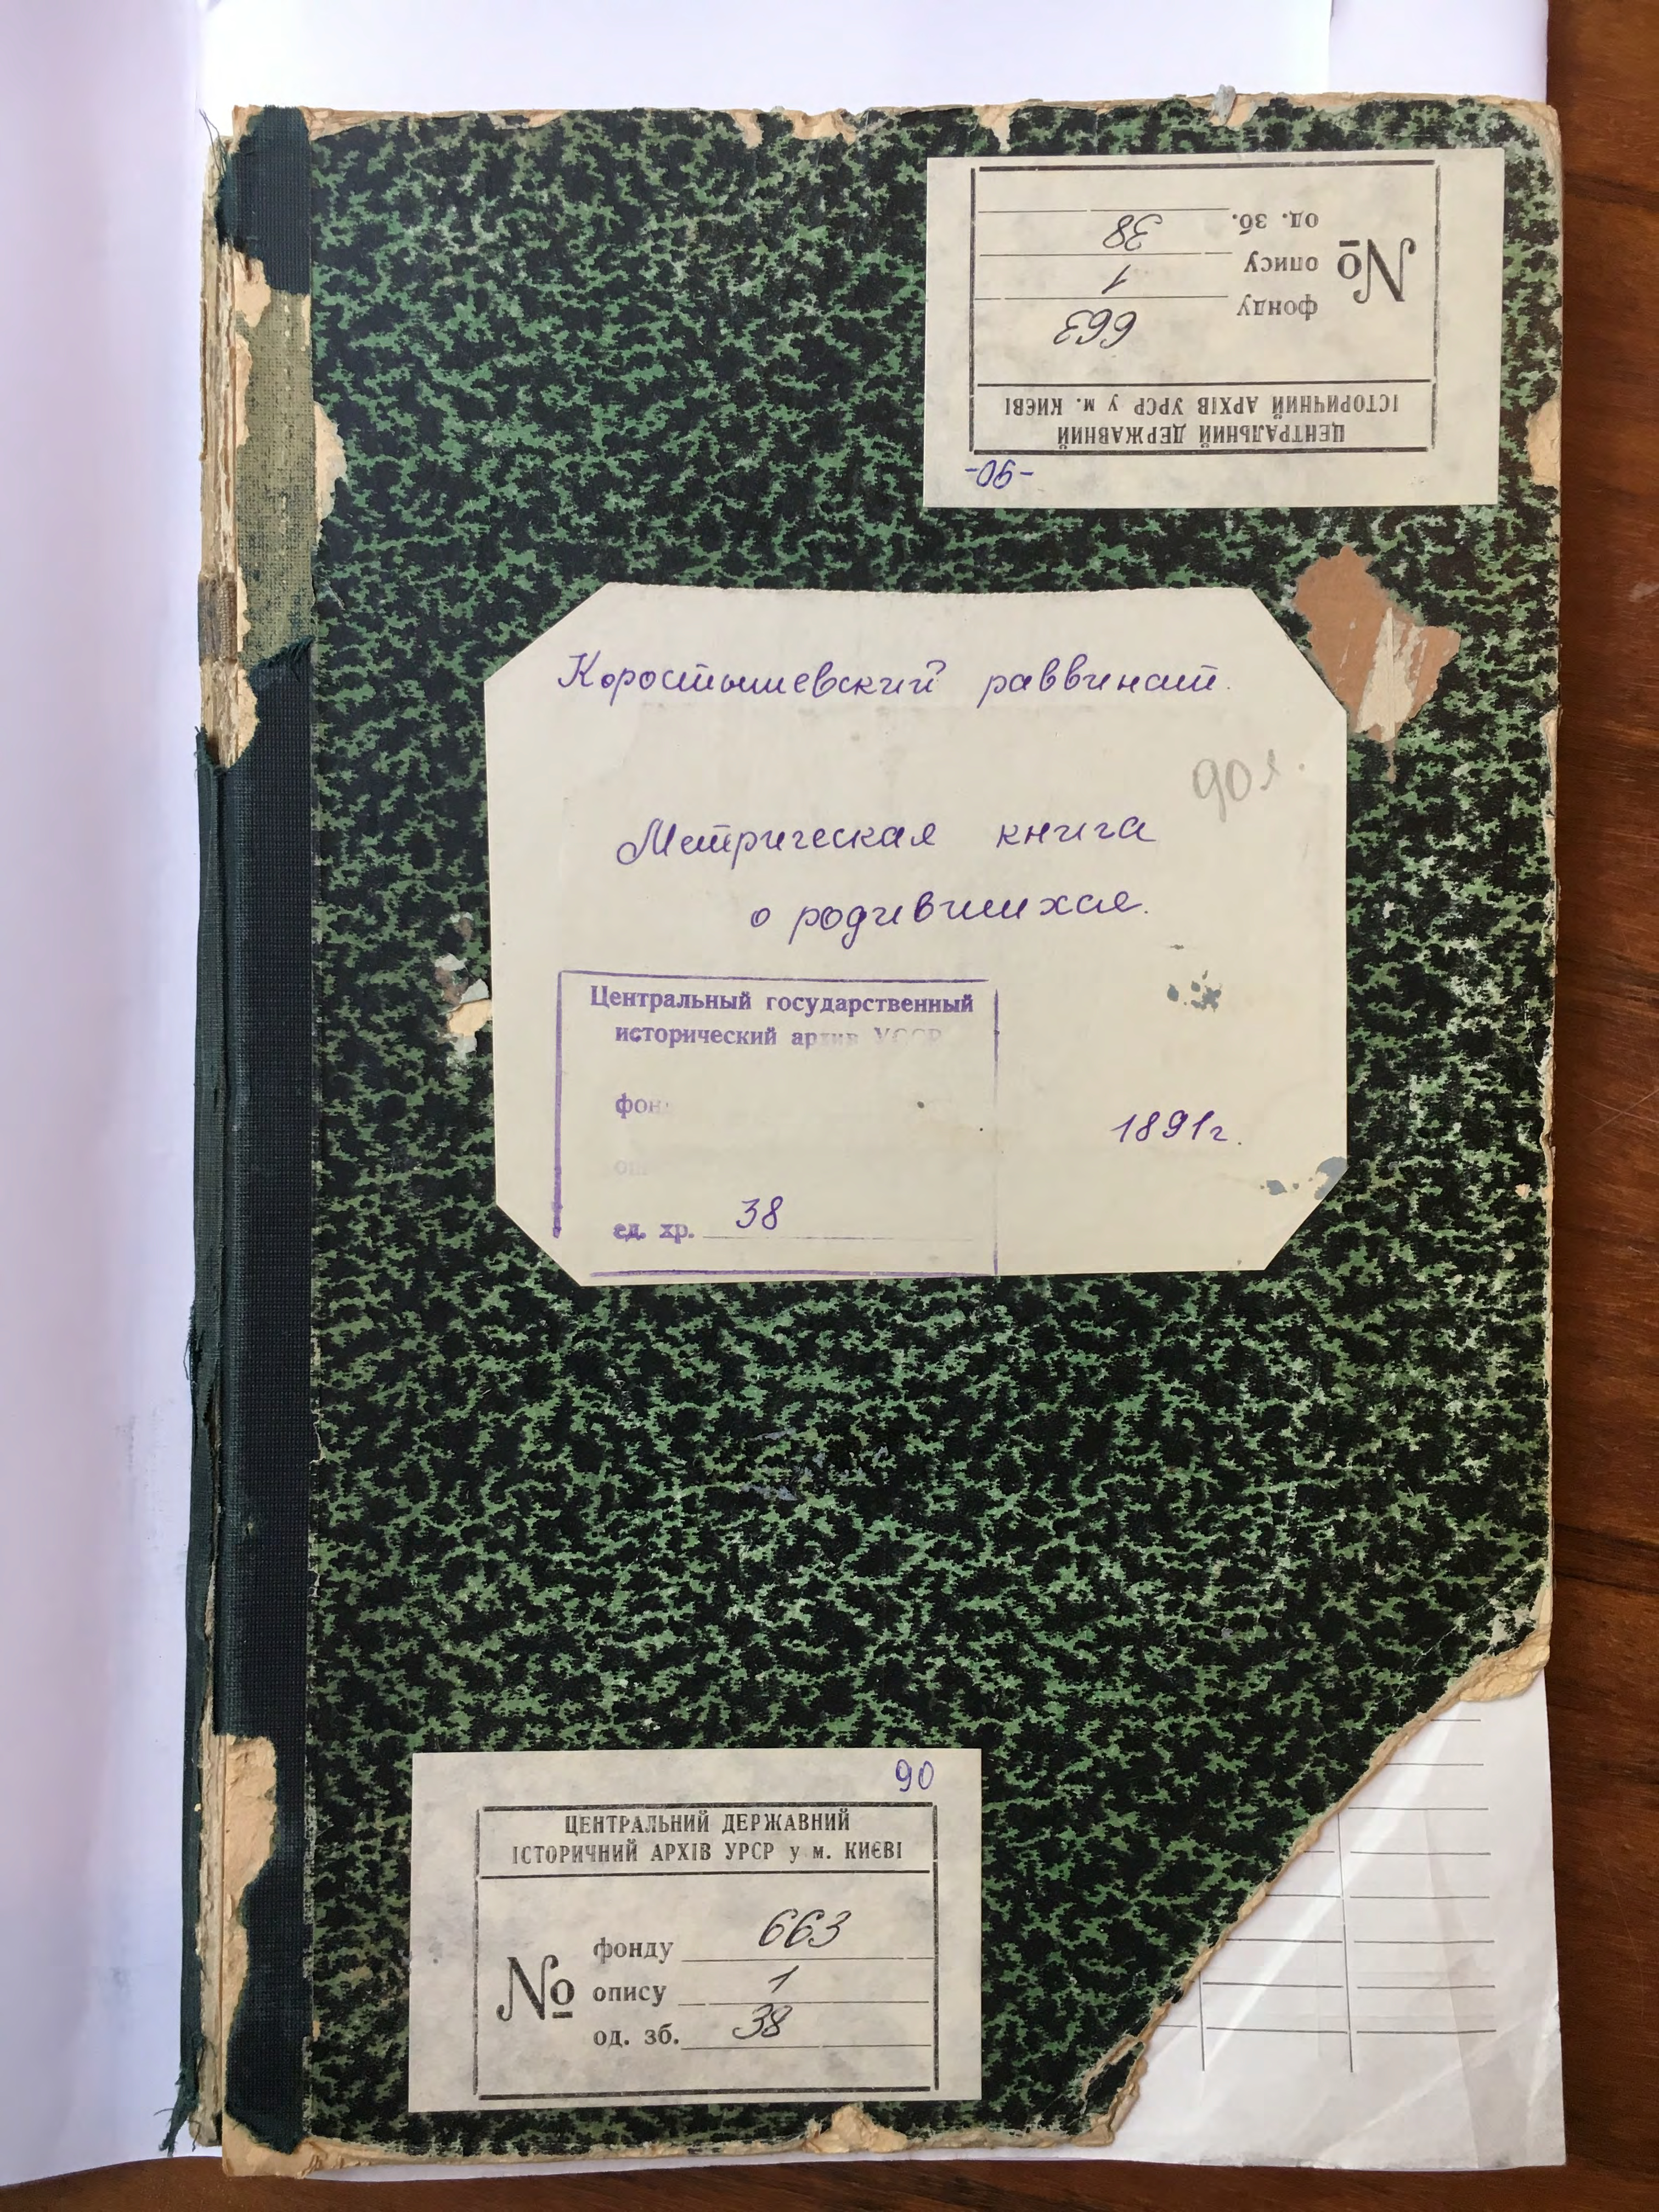 -90-
ЦЕНТРАЛЬНИЙ ДЕРЖАВНИЙ
ІСТОРИЧНИЙ АРХІВ УРСР у м. КИЄВІ
№
фонду 663
опису 1
од. зб. 38
Коростышевский раввинат.
90 л.
Метрическая книга
о родившихся.
Центральный государственный
исторический архив УССР
фон
оп
ед. хр. 38
1891г.
90
ЦЕНТРАЛЬНИЙ ДЕРЖАВНИЙ
ІСТОРИЧНИЙ АРХІВ УРСР у м. КИЄВІ
№
фонду 663
опису 1
од. зб. 38